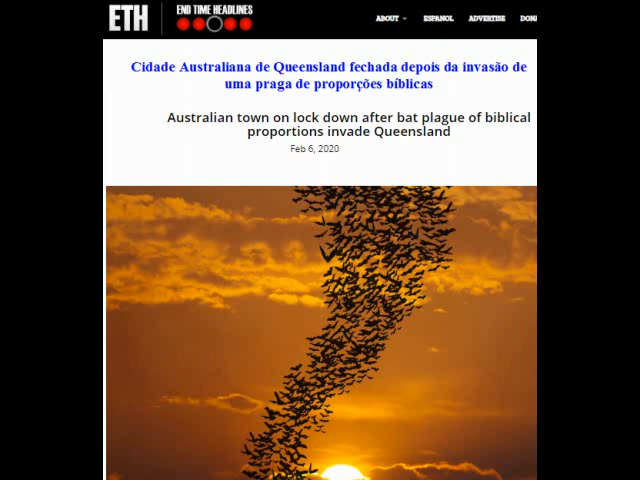 ETH
END TIME HEADLINES
ABOUT
ESPANOL
ADVERTISE
Cidade Australiana de Queensland fechada depois da invasão de
uma praga de proporções bíblicas
Australian town on lock down after bat plague of biblical
proportions invade Queensland
Feb 6, 2020